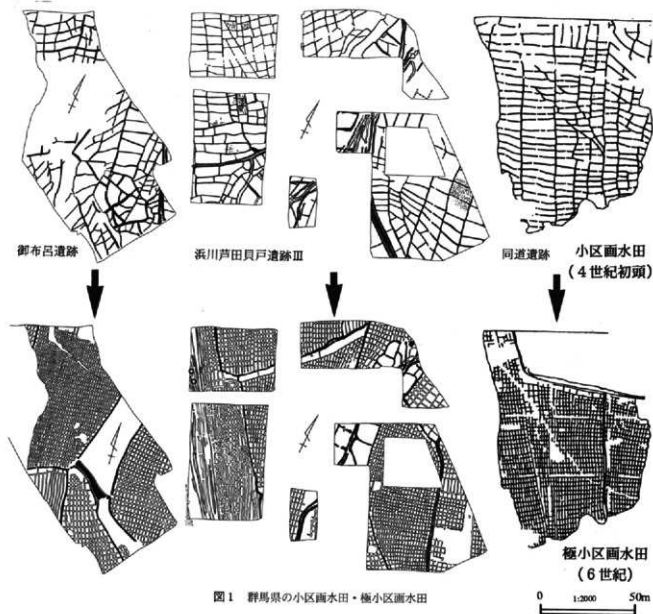 御布呂遺跡
浜川芦田貝戸遺跡Ⅲ
同道遺跡
小区画水田
(4世紀初頭)
極小区画水田
(6世紀)
図1 群馬県の小区画水田・極小区画水田
0 1:2000 50m